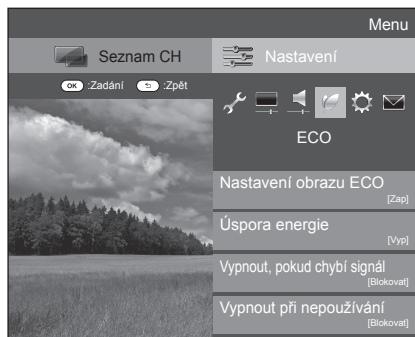 Menu
Seznam CH
Nastavení
OK :Zadání :Zpět
ECO
Nastavení obrazu ECO
[Zap]
Úspora energie
[Vyp]
Vypnout, pokud chybí signál
[Blokovat]
Vypnout při nepoužívání
[Blokovat]